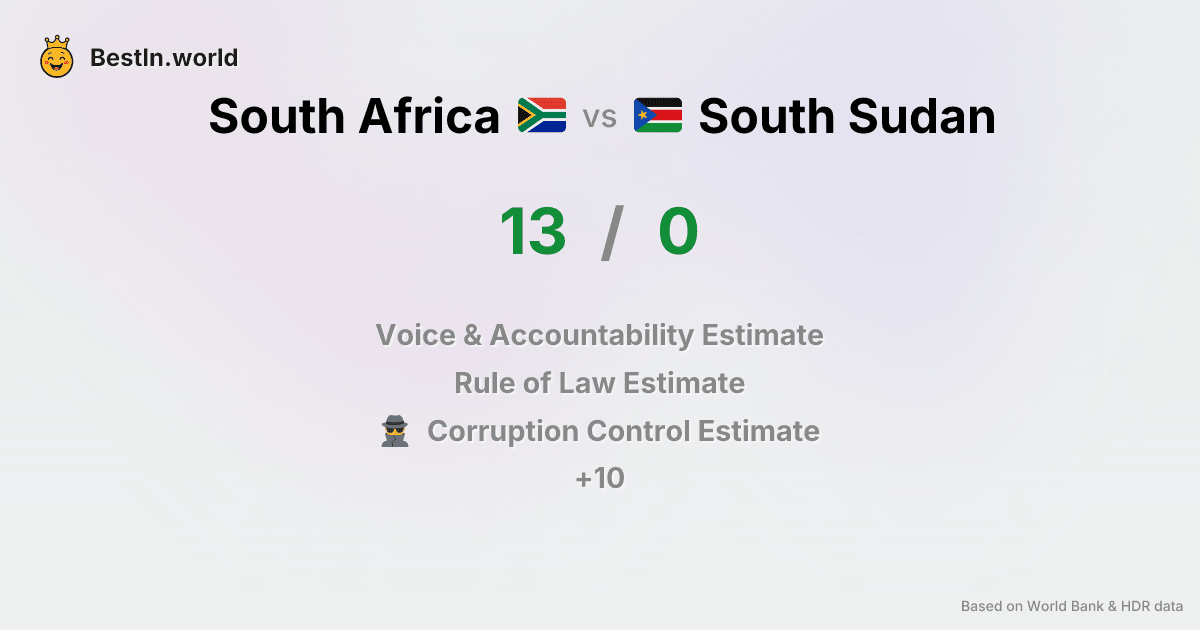 BestIn.world
South Africa vs South Sudan
13 / 0
Voice & Accountability Estimate
Rule of Law Estimate
Corruption Control Estimate
+10
Based on World Bank & HDR data